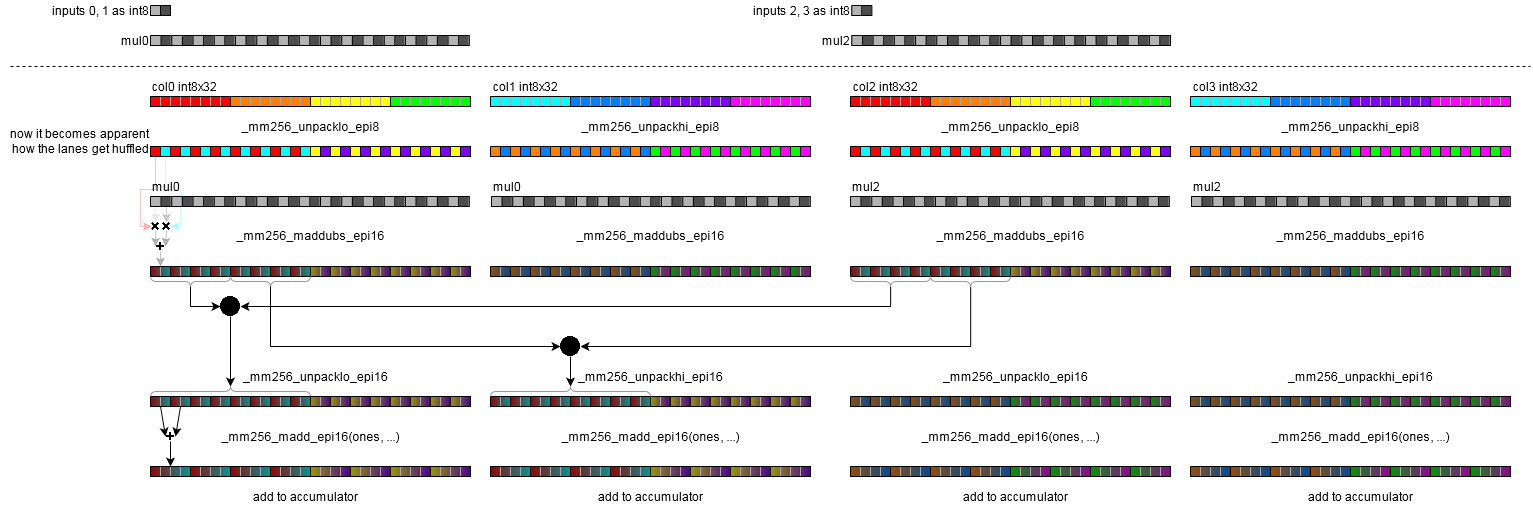 inputs 0, 1 as int8
inputs 2, 3 as int8
mul0
mul2
col0 int8x32
col1 int8x32
col2 int8x32
col3 int8x32
_mm256_unpacklo_epi8
_mm256_unpackhi_epi8
_mm256_unpacklo_epi8
_mm256_unpackhi_epi8
now it becomes apparent
how the lanes get huffled
mul0
mul0
mul2
mul2
_mm256_maddubs_epi16
_mm256_maddubs_epi16
_mm256_maddubs_epi16
_mm256_maddubs_epi16
_mm256_unpacklo_epi16
_mm256_unpackhi_epi16
_mm256_unpacklo_epi16
_mm256_unpackhi_epi16
_mm256_madd_epi16(ones, ...)
_mm256_madd_epi16(ones, ...)
_mm256_madd_epi16(ones, ...)
_mm256_madd_epi16(ones, ...)
add to accumulator
add to accumulator
add to accumulator
add to accumulator